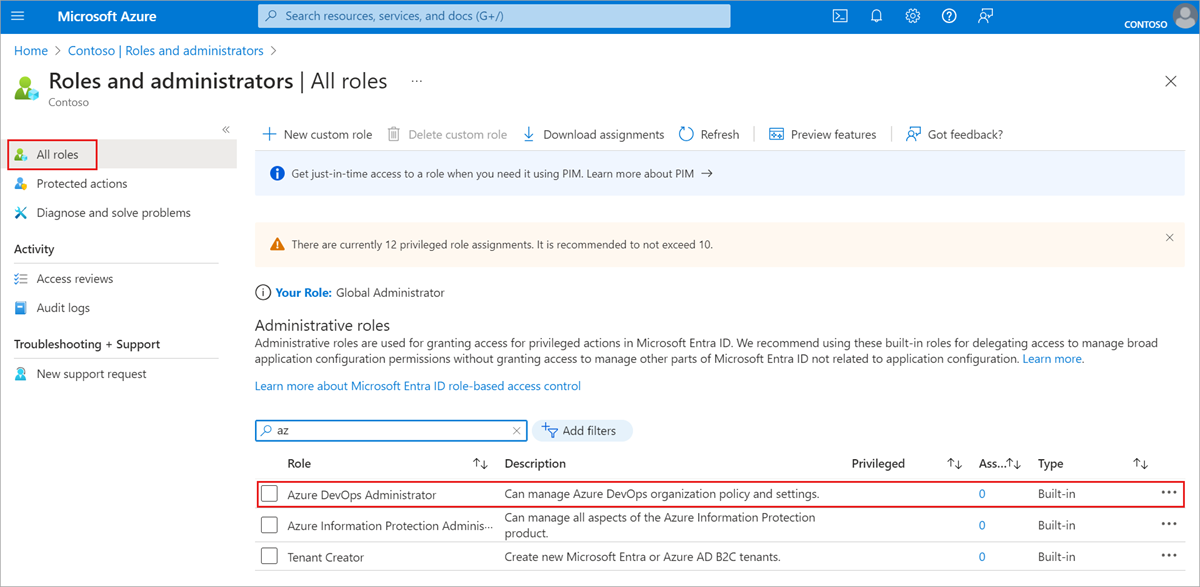 Microsoft Azure
Search resources, services, and docs (G+/)
CONTOSO
Home > Contoso | Roles and administrators >
Roles and administrators | All roles ...
Contoso
«
All roles
Protected actions
Diagnose and solve problems
Activity
Access reviews
Audit logs
Troubleshooting + Support
New support request
New custom role
Delete custom role
Download assignments
Refresh
Preview features
Got feedback?
Get just-in-time access to a role when you need it using PIM. Learn more about PIM →
There are currently 12 privileged role assignments. It is recommended to not exceed 10.
Your Role: Global Administrator
Administrative roles
Administrative roles are used for granting access for privileged actions in Microsoft Entra ID. We recommend using these built-in roles for delegating access to manage broad
application configuration permissions without granting access to manage other parts of Microsoft Entra ID not related to application configuration. Learn more.
Learn more about Microsoft Entra ID role-based access control
az
Add filters
Role ↑↓ Description Privileged ↑↓ Ass...↑↓ Type ↑↓
Azure DevOps Administrator Can manage Azure DevOps organization policy and settings. 0 Built-in ...
Azure Information Protection Adminis... Can manage all aspects of the Azure Information Protection
product. 0 Built-in ...
Tenant Creator Create new Microsoft Entra or Azure AD B2C tenants. 0 Built-in ...